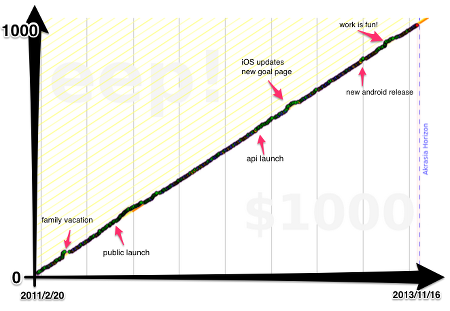 1000
work is fun!
iOS updates
new goal page
eep!
new android release
Akrasia Horizon
api launch
$1000
family vacation
public launch
0
2011/2/20
2013/11/16